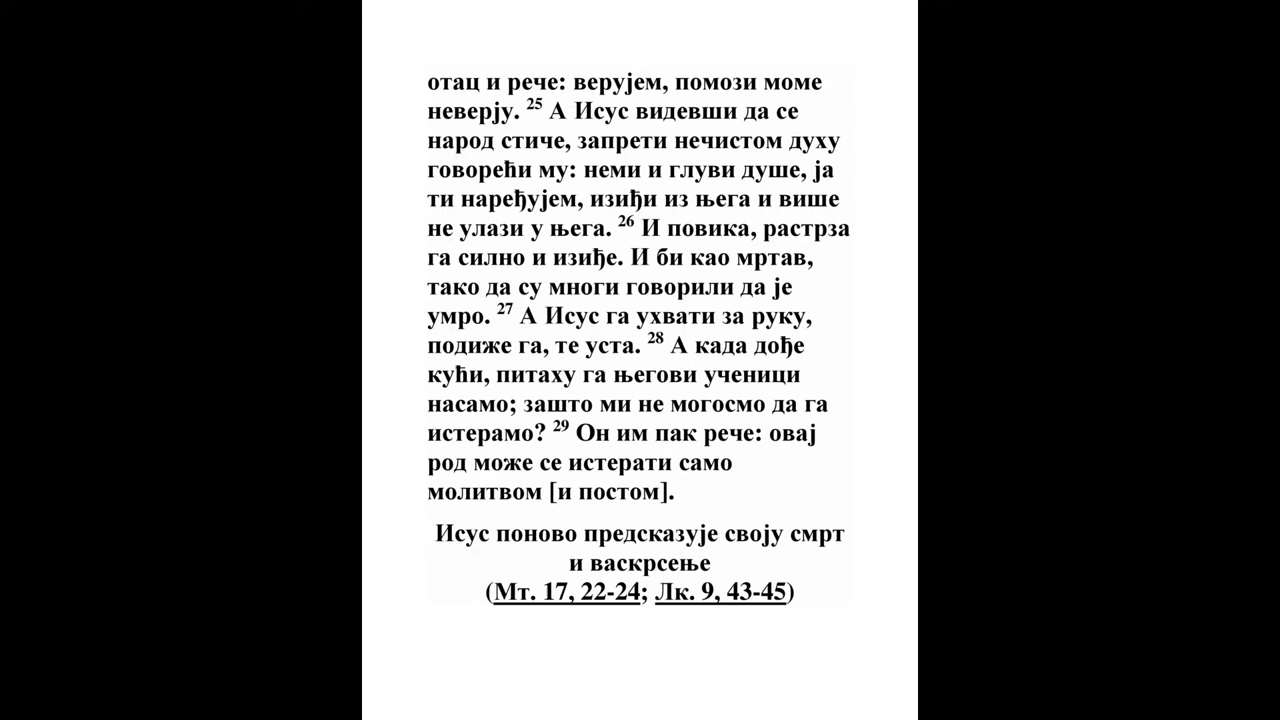 отац и рече: верујем, помози моме
неверју. 25 А Исус видевши да се
народ стиче, запрети нечистом духу
говорећи му: неми и глуви душе, ја
ти наређујем, изиђи из њега и више
не улази у њега. 26 И повика, растрза
га силно и изиђе. И би као мртав,
тако да су многи говорили да је
умро. 27 А Исус га ухвати за руку,
подиже га, те уста. 28 А када дође
кући, питаху га његови ученици
насамо; зашто ми не могосмо да га
истерамо? 29 Он им пак рече: овај
род може се истерати само
молитвом [и постом].
Исус поново предсказује своју смрт
и васкрсење
(Мт. 17, 22-24; Лк. 9, 43-45)